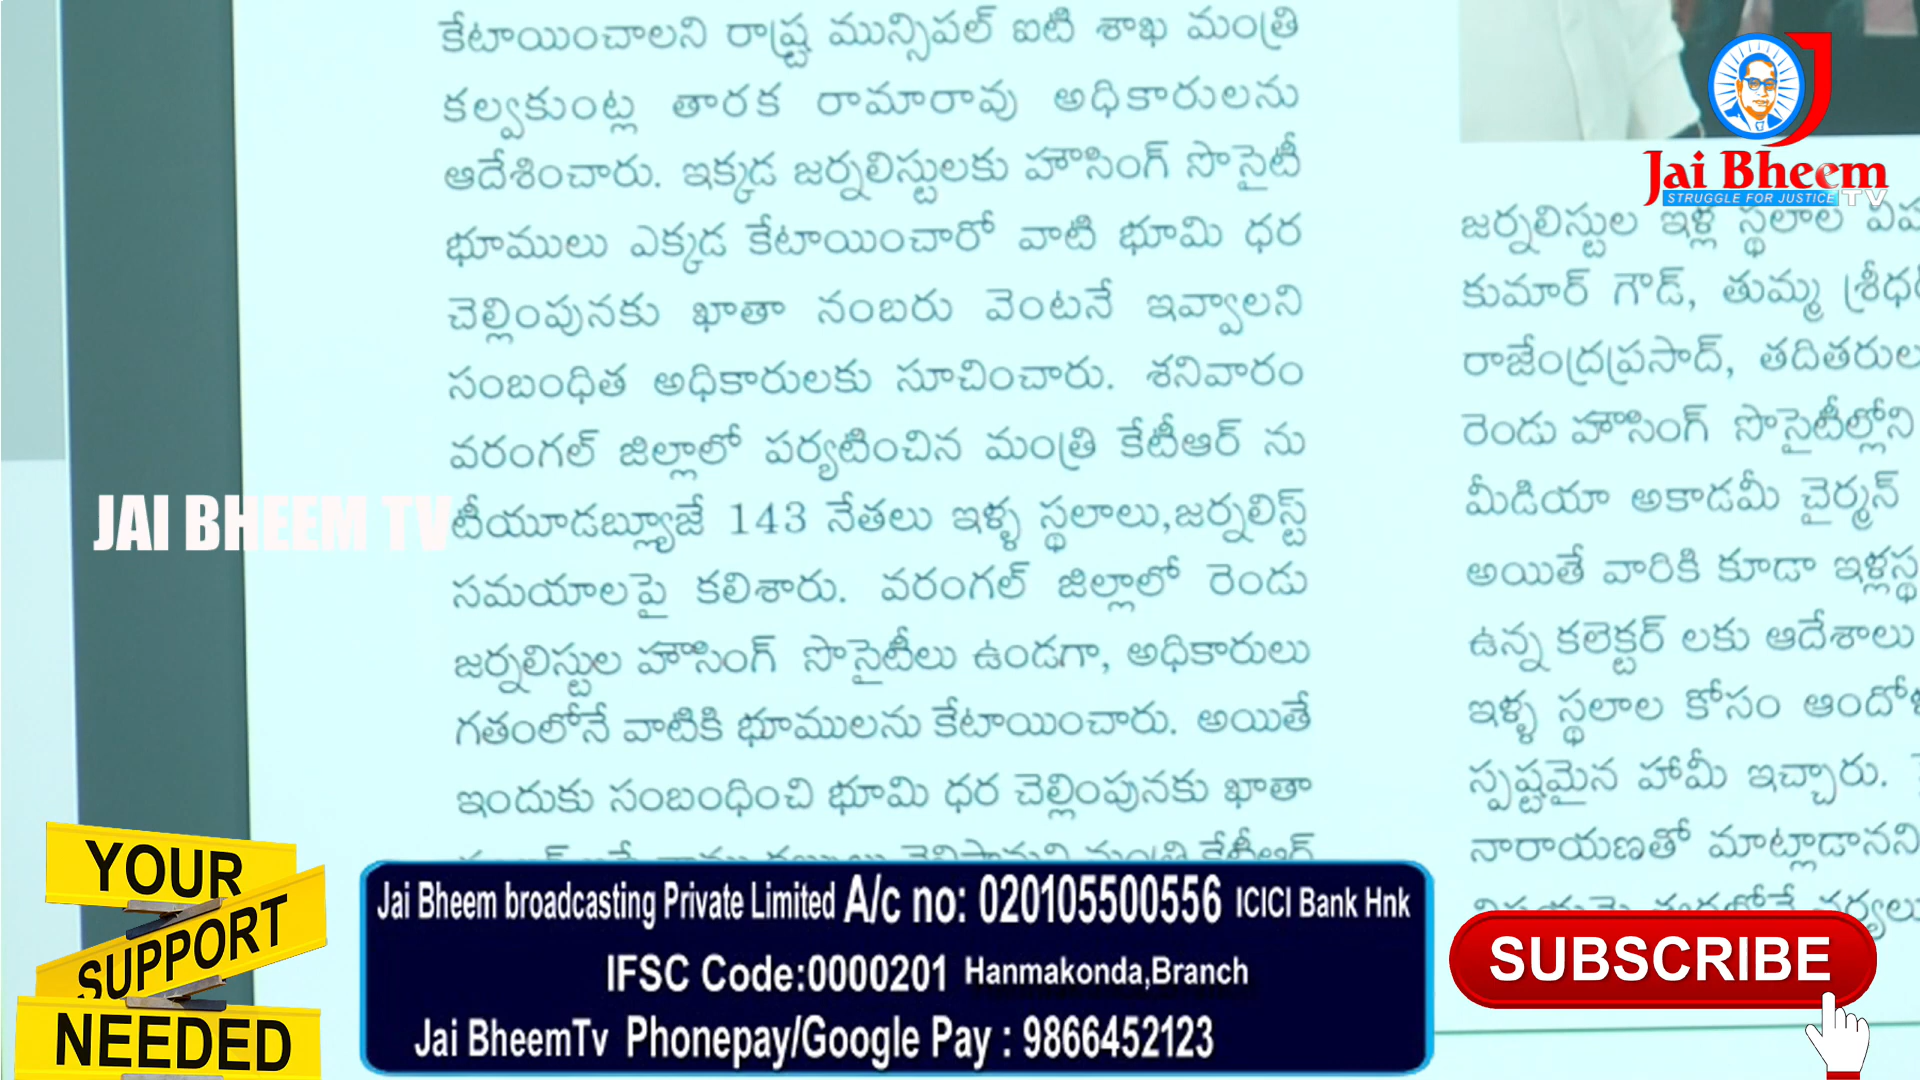 కేటాయించాలని రాష్ట్ర మున్సిపల్ ఐటి శాఖ మంత్రి
కల్వకుంట్ల తారక రామారావు అధికారులను
ఆదేశించారు. ఇక్కడ జర్నలిస్టులకు హౌసింగ్ సొసైటీ
భూములు ఎక్కడ కేటాయించారో వాటి భూమి ధర
చెల్లింపునకు ఖాతా నంబరు వెంటనే ఇవ్వాలని
సంబంధిత అధికారులకు సూచించారు. శనివారం
వరంగల్ జిల్లాలో పర్యటించిన మంత్రి కేటీఆర్ ను
టీయూడబ్ల్యూజే 143 నేతలు ఇళ్ళ స్థలాలు,జర్నలిస్ట్
సమయాలపై కలిశారు. వరంగల్ జిల్లాలో రెండు
జర్నలిస్టుల హౌసింగ్ సొసైటీలు ఉండగా, అధికారులు
గతంలోనే వాటికి భూములను కేటాయించారు. అయితే
ఇందుకు సంబంధించి భూమి ధర చెల్లింపునకు ఖాతా
మంత్రి కేటీఆర్
జర్నలిస్టుల ఇళ్ల స్థలాల
కుమార్ గౌడ్, తుమ్మ శ్రీధర్
రాజేంద్రప్రసాద్, తదితరుల
రెండు హౌసింగ్ సొసైటీల్లోని
మీడియా అకాడమీ చైర్మన్
అయితే వారికి కూడా ఇళ్లస్థ
ఉన్న కలెక్టర్ లకు ఆదేశాలు
ఇళ్ళ స్థలాల కోసం
స్పష్టమైన హామీ ఇచ్చారు.
నారాయణతో మాట్లాడానని
Jai Bheem
STRUGGLE FOR JUSTICE TV
JAI BHEEM TV
YOUR
SUPPORT
NEEDED
Jai Bheem broadcasting Private Limited A/c no: 020105500556 ICICI Bank Hnk
IFSC Code:0000201 Hanmakonda,Branch
Jai BheemTv Phonepay/Google Pay : 9866452123
SUBSCRIBE